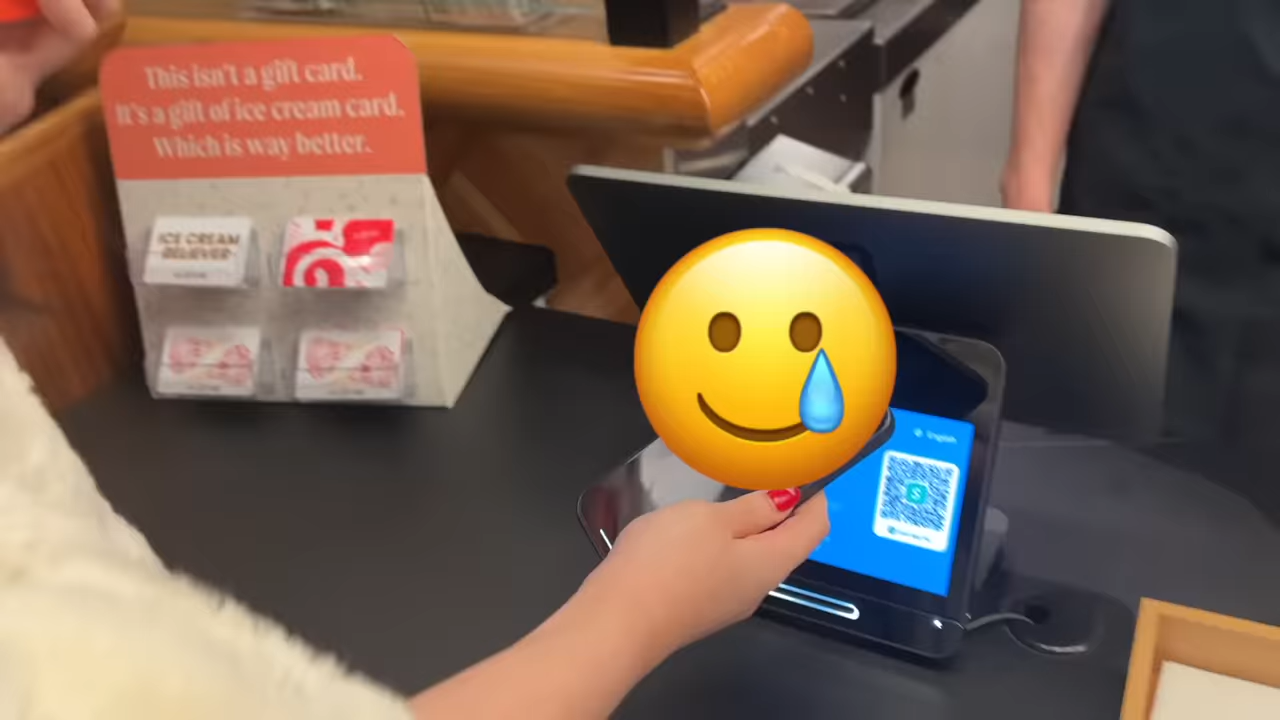 This isn't a gift card.
It's a gift of ice cream card.
Which is way better.
ICE CREAM
BELIEVER
English